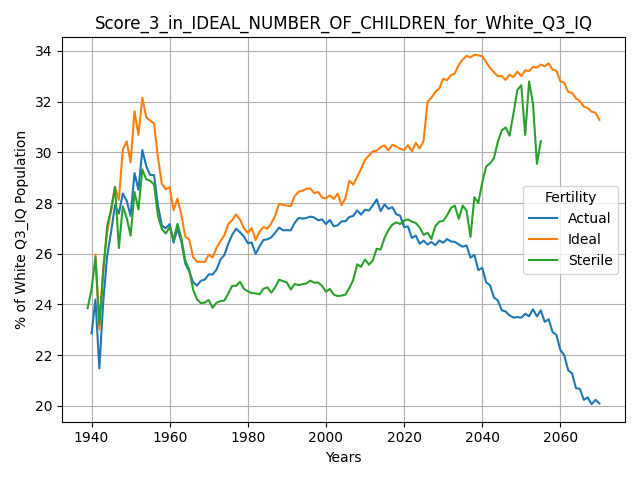 Score_3_in_IDEAL_NUMBER_OF_CHILDREN_for_White_Q3_IQ
% of White Q3_IQ Population
34
32
30
28
26
24
22
20
Fertility
Actual
Ideal
Sterile
1940 1960 1980 2000 2020 2040 2060
Years